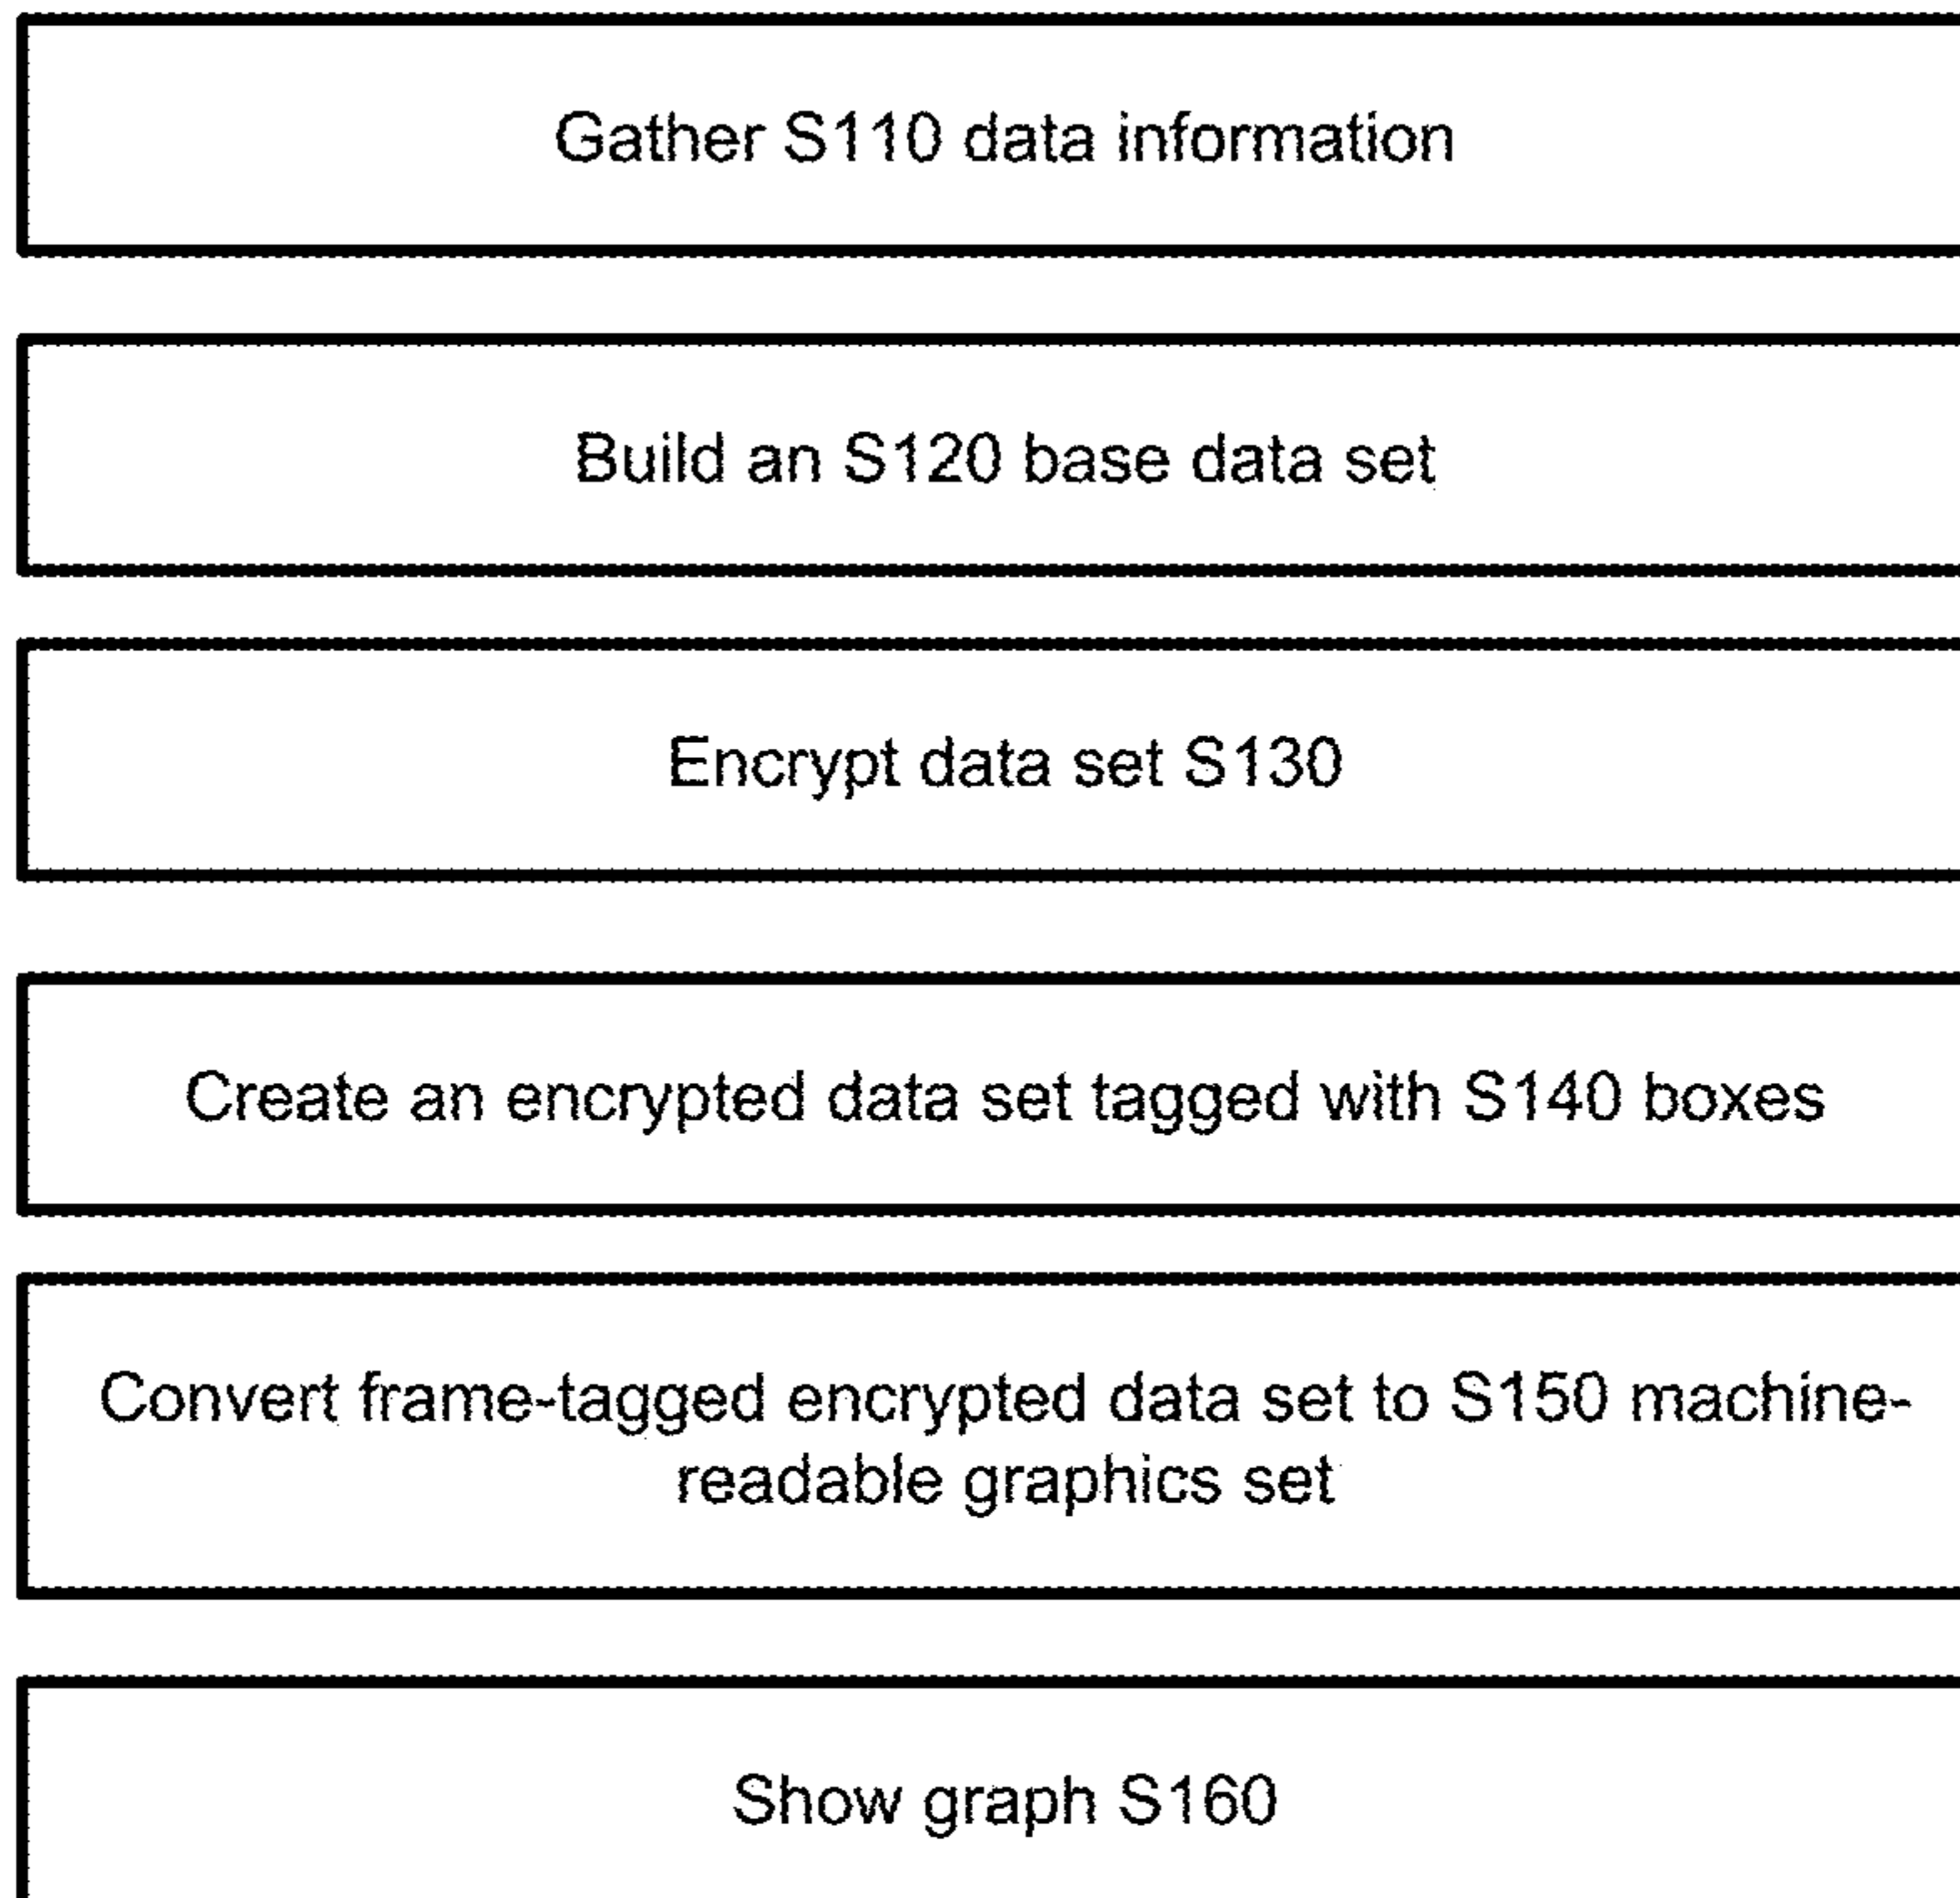 Gather S110 data information
Build an S120 base data set
Encrypt data set S130
Create an encrypted data set tagged with S140 boxes
Convert frame-tagged encrypted data set to S150 machine-
readable graphics set
Show graph S160